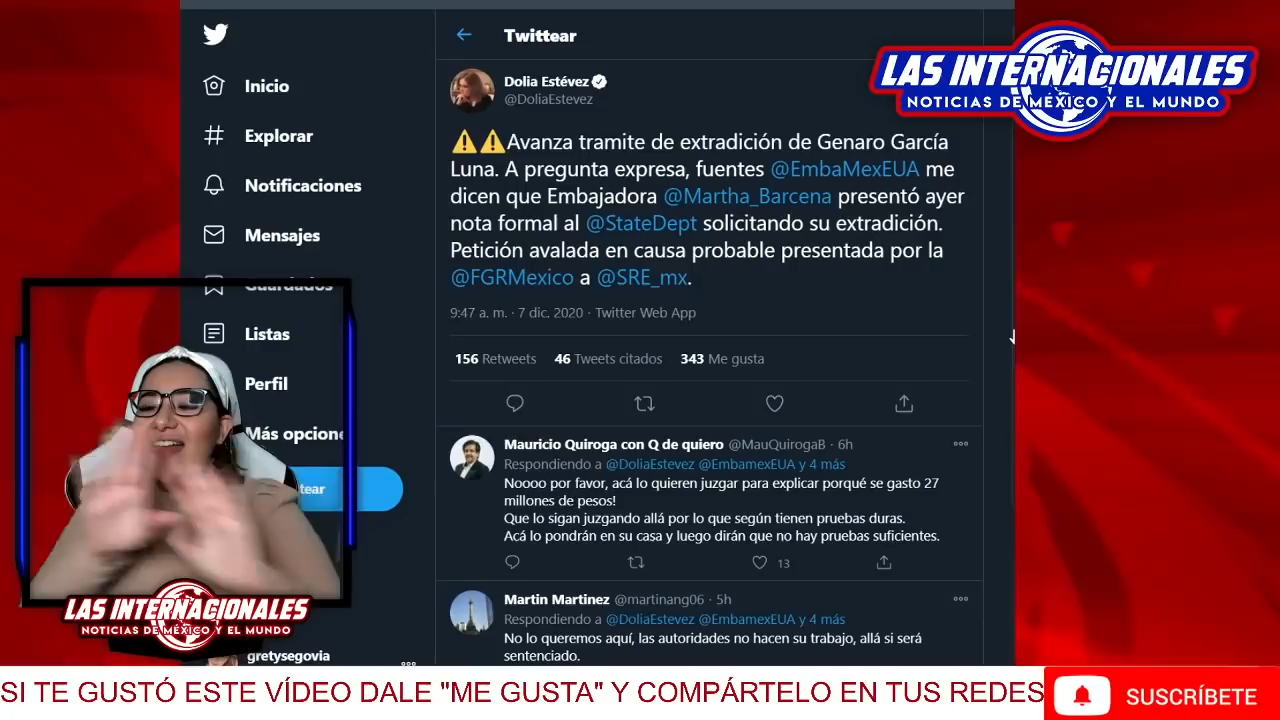 Inicio
Explorar
Notificaciones
Mensajes
Guardados
Listas
Perfil
Más opcione
tear
gretysegovia
Twittear
Dolia Estévez
@DoliaEstevez
⚠️⚠️Avanza tramite de extradición de Genaro García
Luna. A pregunta expresa, fuentes @EmbaMexEUA me
dicen que Embajadora @Martha_Barcena presentó ayer
nota formal al @StateDept solicitando su extradición.
Petición avalada en causa probable presentada por la
@FGRMexico a @SRE_mx.
9:47 a. m. · 7 dic. 2020 · Twitter Web App
156 Retweets 46 Tweets citados 343 Me gusta
Mauricio Quiroga con Q de quiero @MauQuirogaB · 6h
Respondiendo a @DoliaEstevez @EmbamexEUA y 4 más
Noooo por favor, acá lo quieren juzgar para explicar porqué se gasto 27
millones de pesos!
Que lo sigan juzgando allá por lo que según tienen pruebas duras.
Acá lo pondrán en su casa y luego dirán que no hay pruebas suficientes.
13
Martin Martinez @martinang06 · 5h
Respondiendo a @DoliaEstevez @EmbamexEUA y 4 más
No lo queremos aquí, las autoridades no hacen su trabajo, allá si será
sentenciado.
LAS INTERNACIONALES
NOTICIAS DE MÉXICO Y EL MUNDO
LAS INTERNACIONALES
NOTICIAS DE MÉXICO Y EL MUNDO
SI TE GUSTÓ ESTE VÍDEO DALE "ME GUSTA" Y COMPÁRTELO EN TUS REDES
SUSCRÍBETE